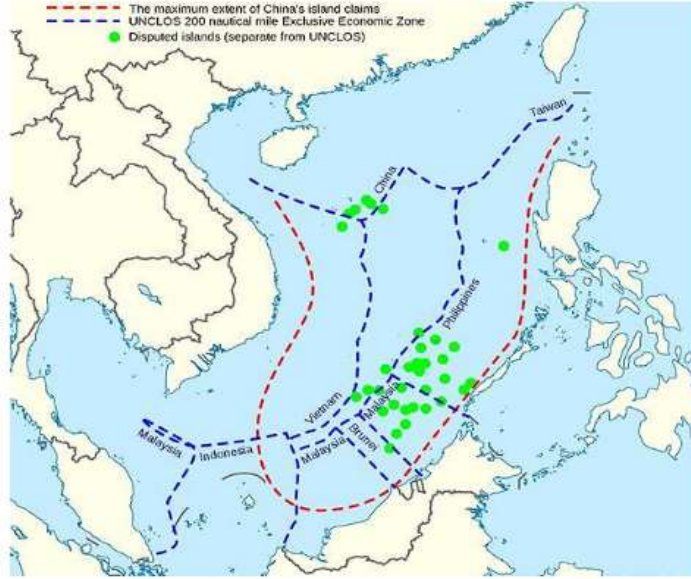 The maximum extent of China's island claims
UNCLOS 200 nautical mile Exclusive Economic Zone
Disputed islands (separate from UNCLOS)
Taiwan
China
Philippines
Vietnam
Malaysia
Malaysia
Indonesia
Malaysia
Brunei